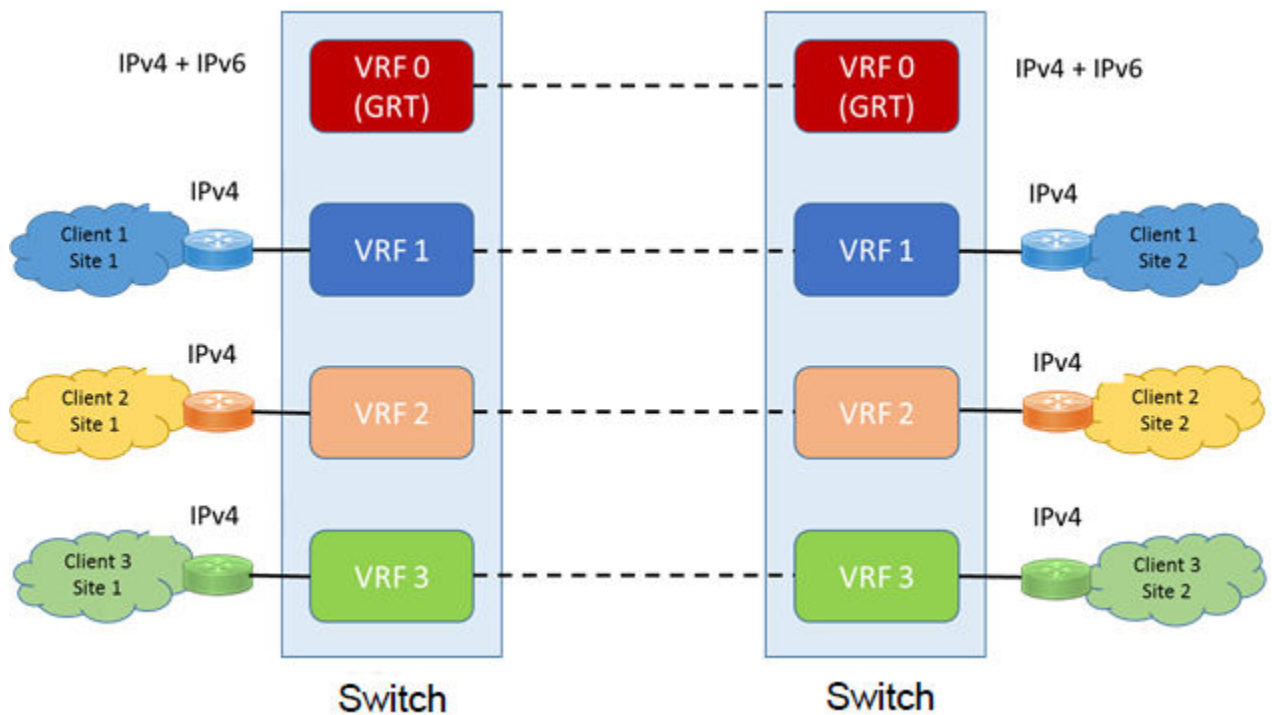 IPv4 + IPv6
VRF 0
(GRT)
VRF 0
(GRT)
IPv4 + IPv6
IPv4
Client 1
Site 1
VRF 1
VRF 1
IPv4
Client 1
Site 2
IPv4
Client 2
Site 1
VRF 2
VRF 2
IPv4
Client 2
Site 2
IPv4
Client 3
Site 1
VRF 3
VRF 3
IPv4
Client 3
Site 2
Switch
Switch